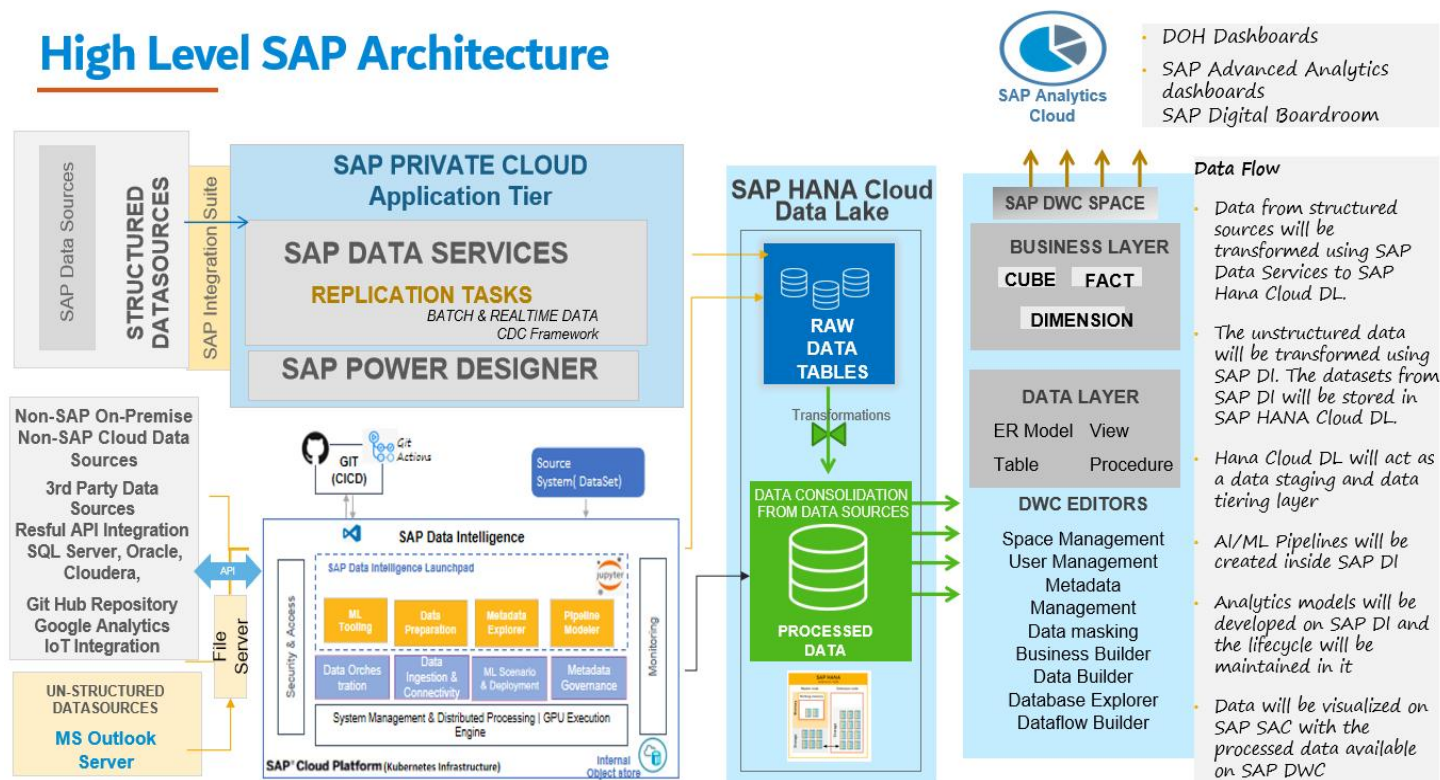 High Level SAP Architecture
SAP Analytics
Cloud
DOH Dashboards
SAP Advanced Analytics
dashboards
SAP Digital Boardroom
SAP Data Sources
STRUCTURED
DATASOURCES
SAP Integration Suite
SAP PRIVATE CLOUD
Application Tier
SAP DATA SERVICES
REPLICATION TASKS
BATCH & REALTIME DATA
CDC Framework
SAP POWER DESIGNER
Non-SAP On-Premise
Non-SAP Cloud Data
Sources
3rd Party Data
Sources
Resful API Integration
SQL Server, Oracle,
Cloudera,
Git Hub Repository
Google Analytics
IoT Integration
API
File
Server
UN-STRUCTURED
DATASOURCES
MS Outlook
Server
GIT
(CICD)
Git
Actions
Source
System( DataSet)
SAP Data Intelligence
SAP Data Intelligence Launchpad
jupyter
Security & Access
Monitoring
ML
Tooling
Data
Preparation
Metadata
Explorer
Pipeline
Modeler
Data Orches
tration
Data
Ingestion &
Connectivity
ML Scenario
& Deployment
Metadata
Governance
System Management & Distributed Processing | GPU Execution
Engine
SAP® Cloud Platform (Kubernetes Infrastructure)
Internal
Object store
SAP HANA Cloud
Data Lake
RAW
DATA
TABLES
Transformations
DATA CONSOLIDATION
FROM DATA SOURCES
PROCESSED
DATA
SAP HANA
SAP DWC SPACE
BUSINESS LAYER
CUBE
FACT
DIMENSION
DATA LAYER
ER Model View
Table Procedure
DWC EDITORS
Space Management
User Management
Metadata
Management
Data masking
Business Builder
Data Builder
Database Explorer
Dataflow Builder
Data Flow
Data from structured
sources will be
transformed using SAP
Data Services to SAP
Hana Cloud DL.
The unstructured data
will be transformed using
SAP DI. The datasets from
SAP DI will be stored in
SAP HANA Cloud DL.
Hana Cloud DL will act as
a data staging and data
tiering layer
AI/ML Pipelines will be
created inside SAP DI
Analytics models will be
developed on SAP DI and
the lifecycle will be
maintained in it
Data will be visualized on
SAP SAC with the
processed data available
on SAP DWC